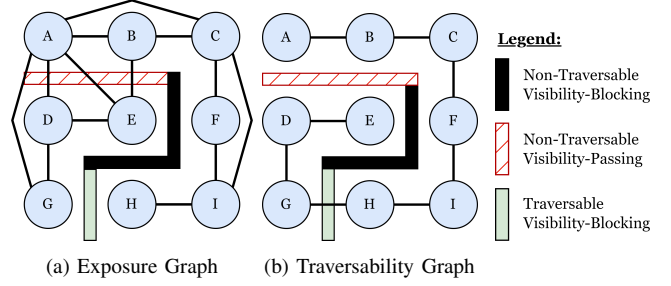 A B C
D E F
G H I
(a) Exposure Graph
A B C
D E F
G H I
(b) Traversability Graph
Legend:
Non-Traversable
Visibility-Blocking
Non-Traversable
Visibility-Passing
Traversable
Visibility-Blocking